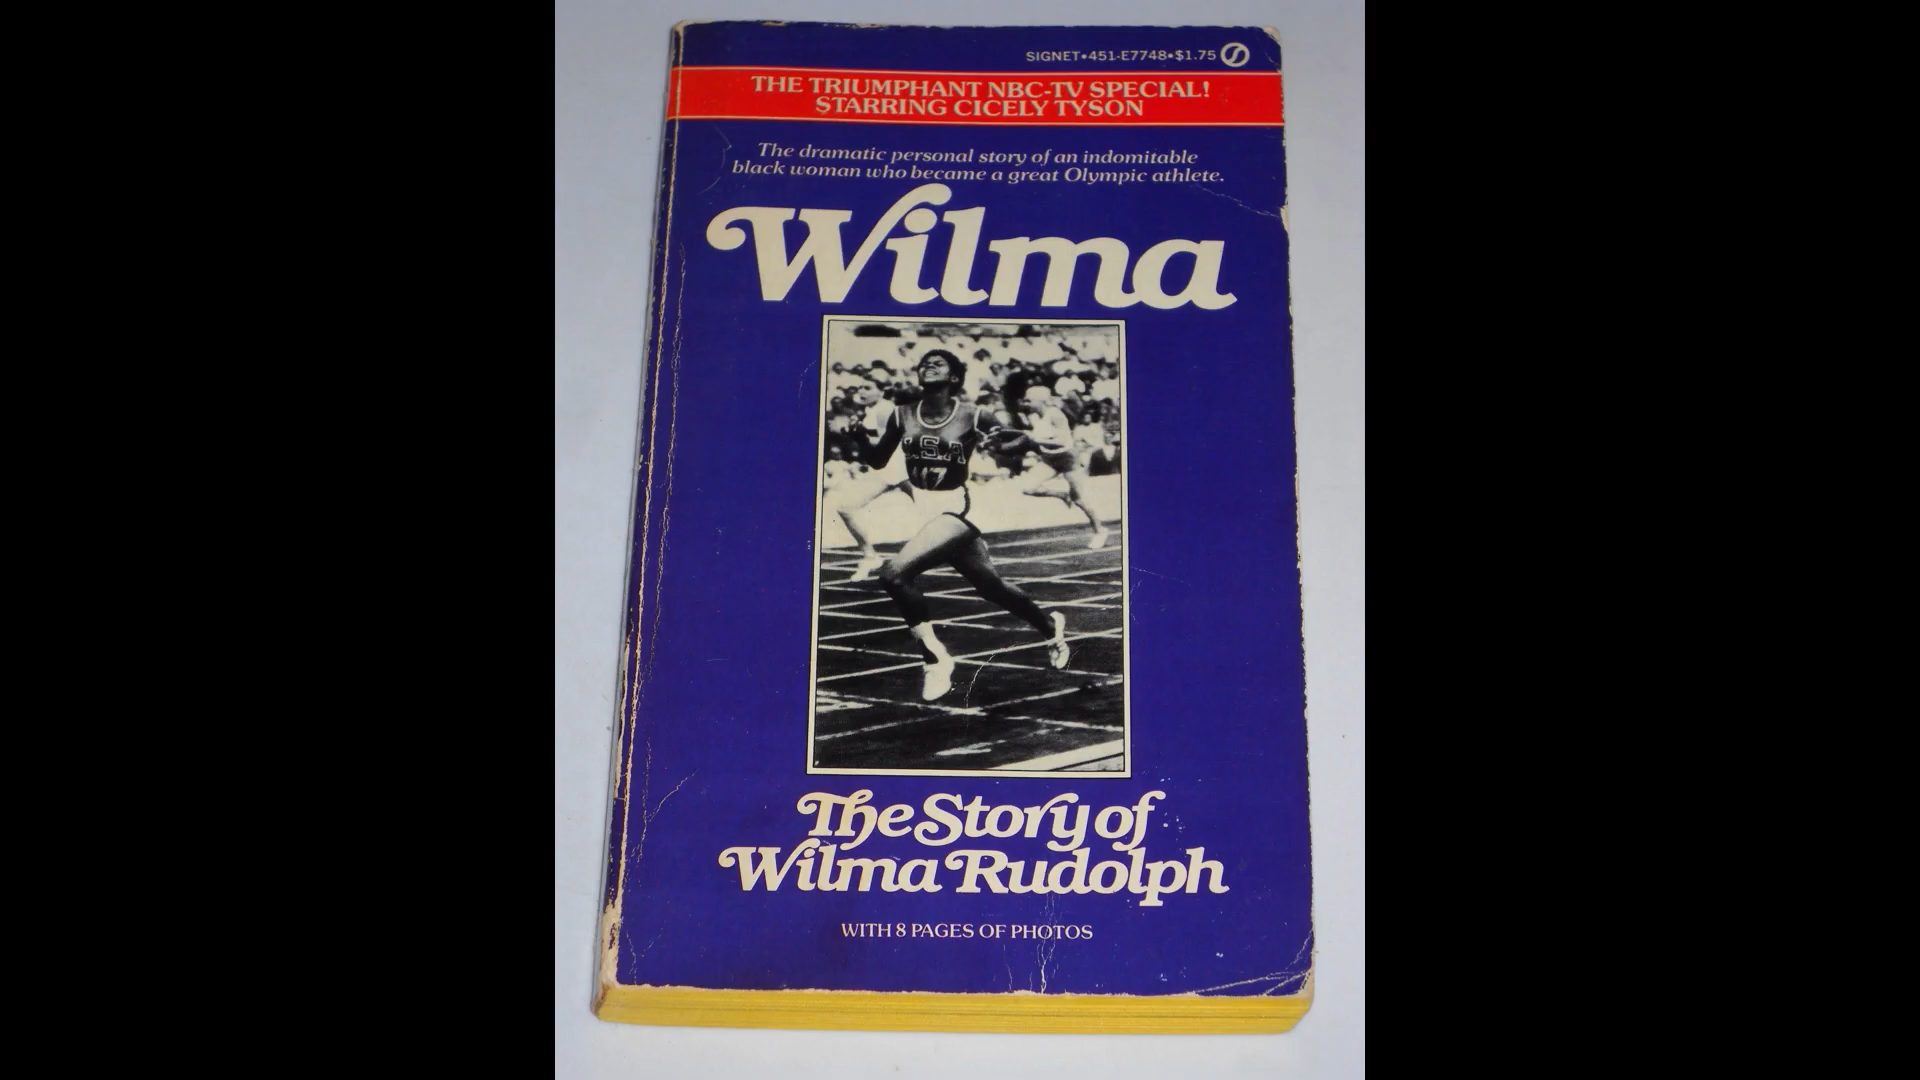 SIGNET•451-E7748•$1.75
THE TRIUMPHANT NBC-TV SPECIAL!
STARRING CICELY TYSON
The dramatic personal story of an indomitable
black woman who became a great Olympic athlete.
Wilma
U.S.A
117
The Story of
Wilma Rudolph
WITH 8 PAGES OF PHOTOS